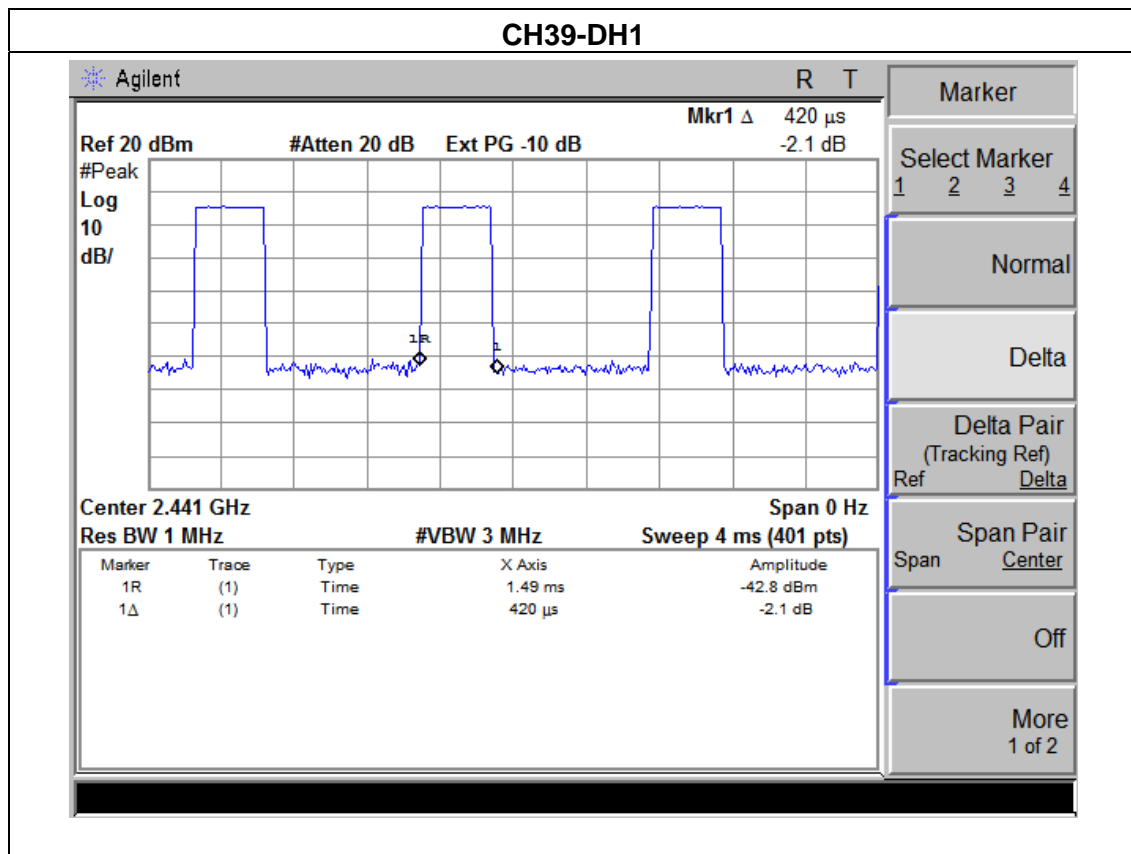 CH39-DH1
Agilent R T
Mkr1 Δ 420 μs
Ref 20 dBm #Atten 20 dB Ext PG -10 dB -2.1 dB
#Peak
Log
10
dB/
1R
1
Center 2.441 GHz Span 0 Hz
Res BW 1 MHz #VBW 3 MHz Sweep 4 ms (401 pts)
Marker Trace Type X Axis Amplitude
1R (1) Time 1.49 ms -42.8 dBm
1Δ (1) Time 420 μs -2.1 dB
Marker
Select Marker
1 2 3 4
Normal
Delta
Delta Pair
(Tracking Ref)
Ref Delta
Span Pair
Span Center
Off
More
1 of 2